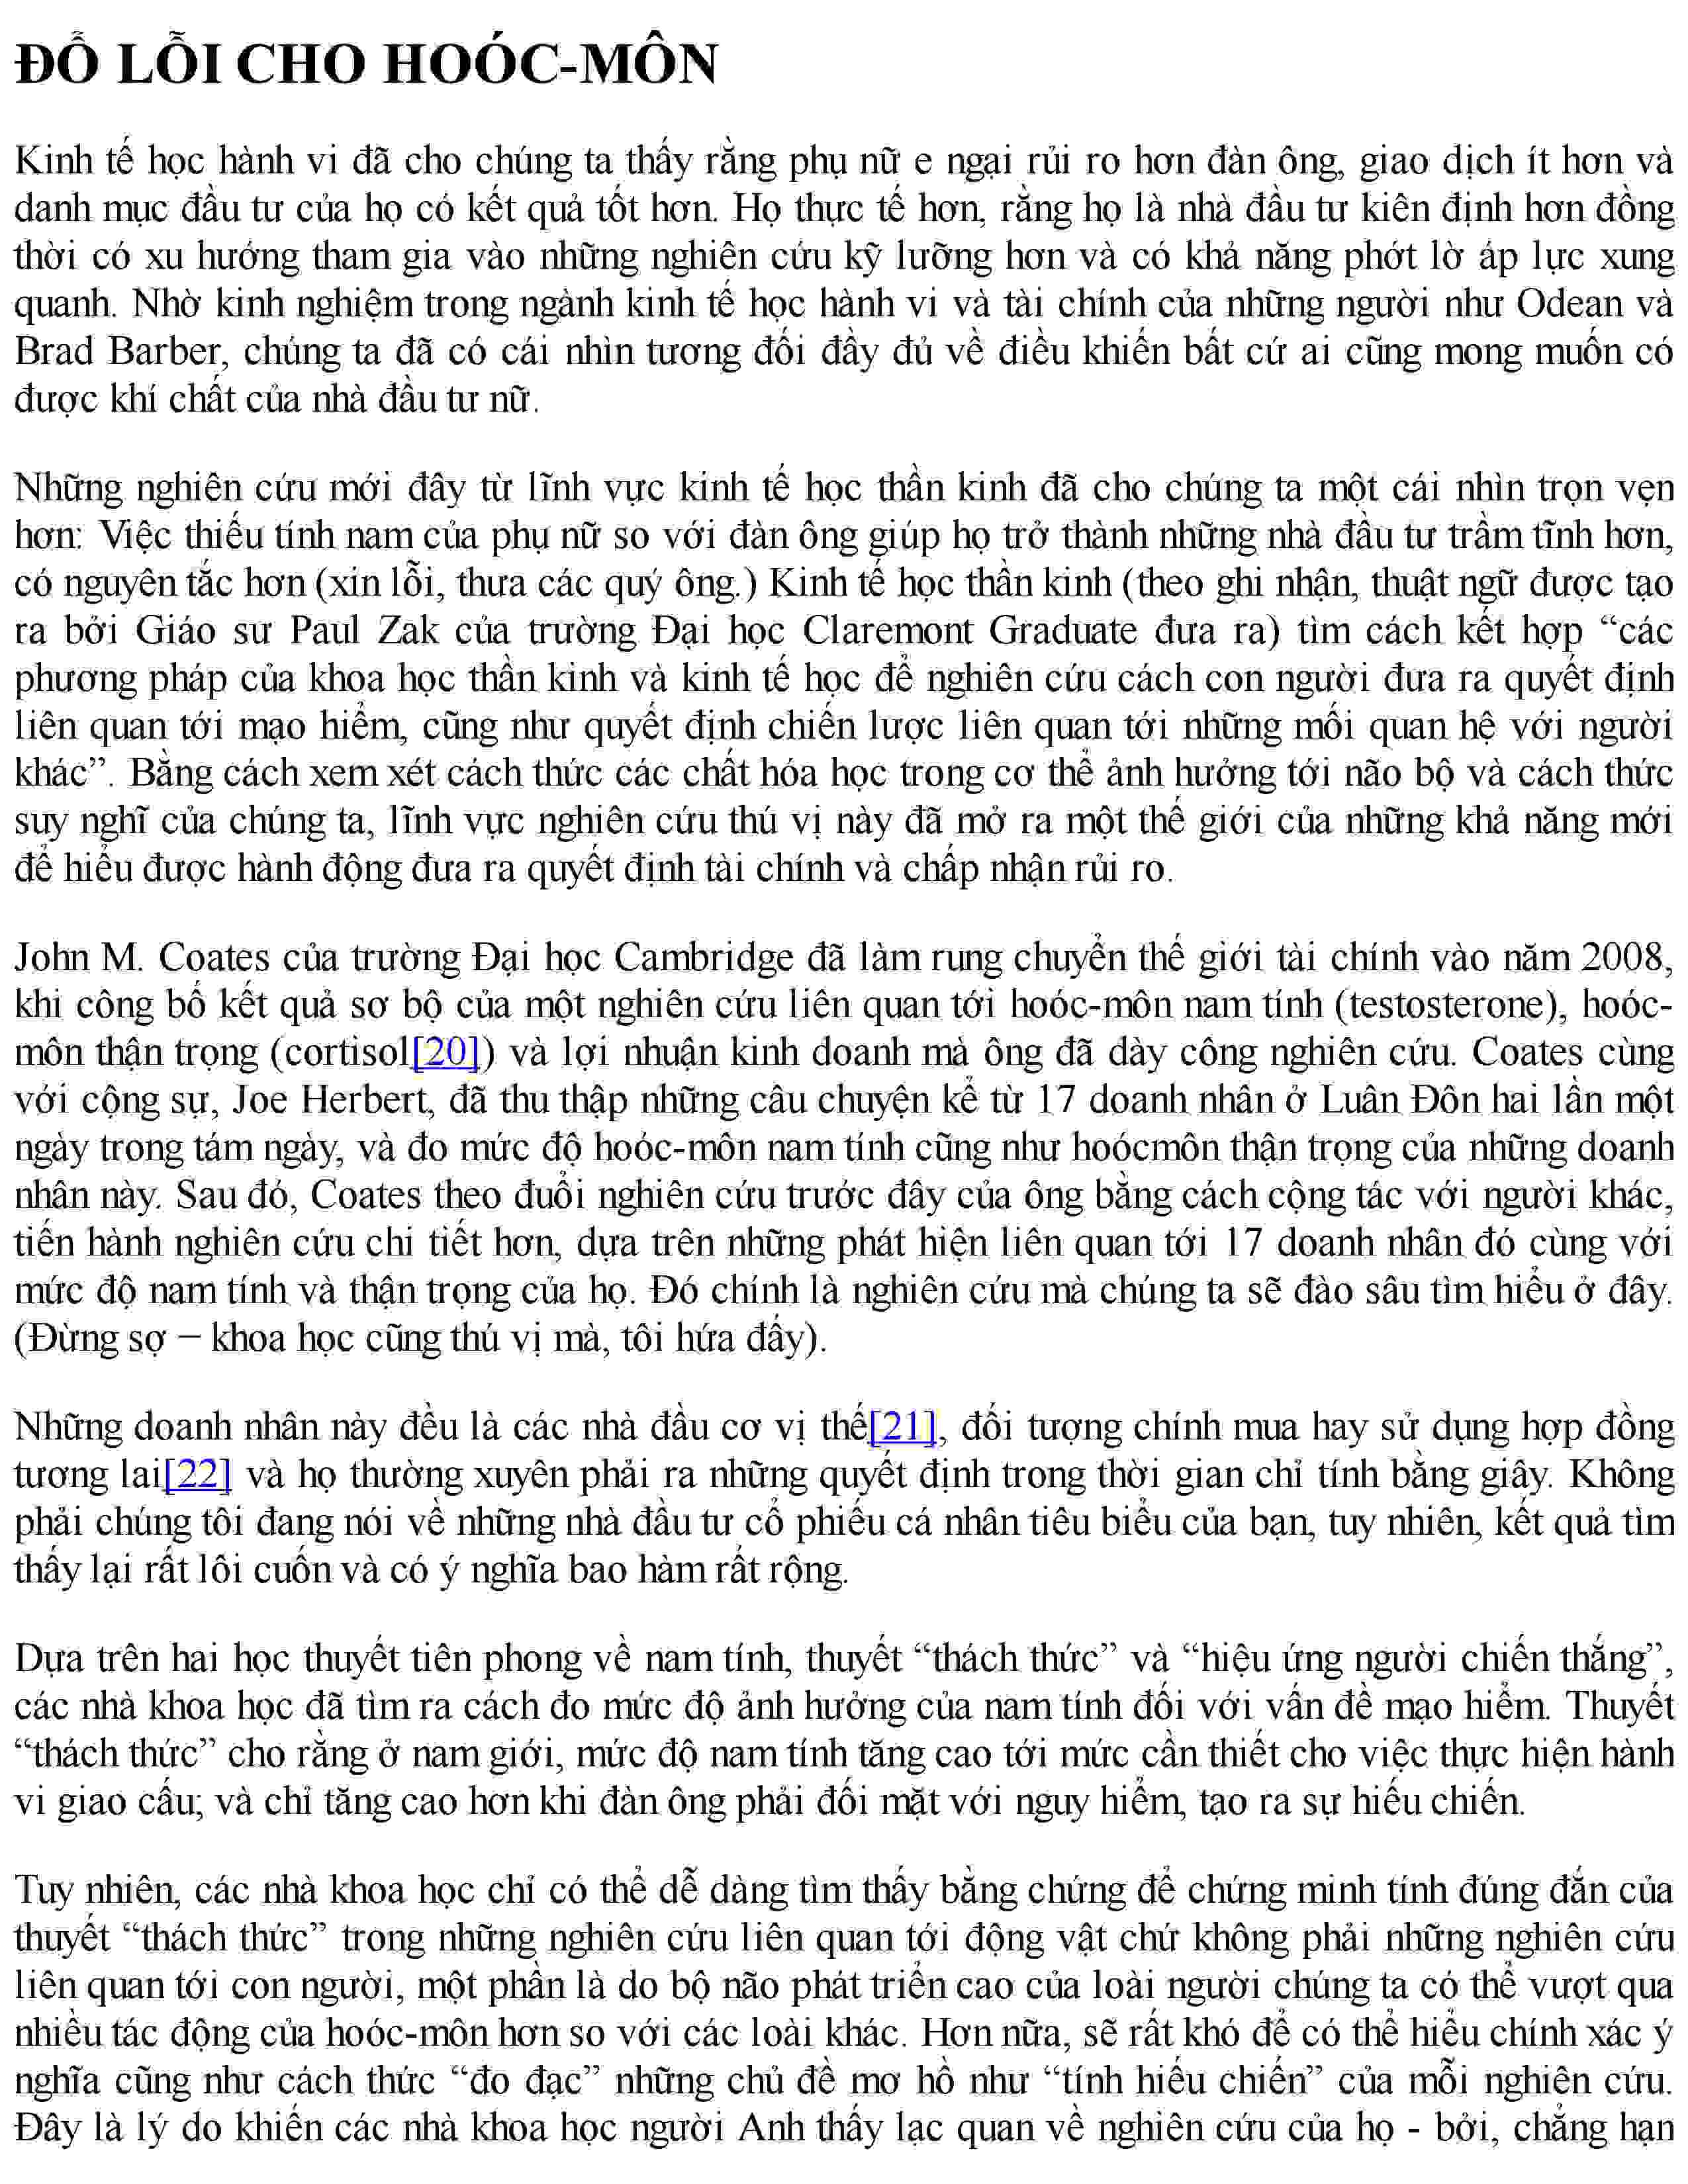 ĐỔ LỖI CHO HOÓC-MÔN
Kinh tế học hành vi đã cho chúng ta thấy rằng phụ nữ e ngại rủi ro hơn đàn ông, giao dịch ít hơn và
danh mục đầu tư của họ có kết quả tốt hơn. Họ thực tế hơn, rằng họ là nhà đầu tư kiên định hơn đồng
thời có xu hướng tham gia vào những nghiên cứu kỹ lưỡng hơn và có khả năng phớt lờ áp lực xung
quanh. Nhờ kinh nghiệm trong ngành kinh tế học hành vi và tài chính của những người như Odean và
Brad Barber, chúng ta đã có cái nhìn tương đối đầy đủ về điều khiến bất cứ ai cũng mong muốn có
được khí chất của nhà đầu tư nữ.
Những nghiên cứu mới đây từ lĩnh vực kinh tế học thần kinh đã cho chúng ta một cái nhìn trọn vẹn
hơn: Việc thiếu tính nam của phụ nữ so với đàn ông giúp họ trở thành những nhà đầu tư trầm tĩnh hơn,
có nguyên tắc hơn (xin lỗi, thưa các quý ông.) Kinh tế học thần kinh (theo ghi nhận, thuật ngữ được tạo
ra bởi Giáo sư Paul Zak của trường Đại học Claremont Graduate đưa ra) tìm cách kết hợp “các
phương pháp của khoa học thần kinh và kinh tế học để nghiên cứu cách con người đưa ra quyết định
liên quan tới mạo hiểm, cũng như quyết định chiến lược liên quan tới những mối quan hệ với người
khác”. Bằng cách xem xét cách thức các chất hóa học trong cơ thể ảnh hưởng tới não bộ và cách thức
suy nghĩ của chúng ta, lĩnh vực nghiên cứu thú vị này đã mở ra một thế giới của những khả năng mới
để hiểu được hành động đưa ra quyết định tài chính và chấp nhận rủi ro.
John M. Coates của trường Đại học Cambridge đã làm rung chuyển thế giới tài chính vào năm 2008,
khi công bố kết quả sơ bộ của một nghiên cứu liên quan tới hoóc-môn nam tính (testosterone), hoóc-
môn thận trọng (cortisol[20]) và lợi nhuận kinh doanh mà ông đã dày công nghiên cứu. Coates cùng
với cộng sự, Joe Herbert, đã thu thập những câu chuyện kể từ 17 doanh nhân ở Luân Đôn hai lần một
ngày trong tám ngày, và đo mức độ hoóc-môn nam tính cũng như hoócmôn thận trọng của những doanh
nhân này. Sau đó, Coates theo đuổi nghiên cứu trước đây của ông bằng cách cộng tác với người khác,
tiến hành nghiên cứu chi tiết hơn, dựa trên những phát hiện liên quan tới 17 doanh nhân đó cùng với
mức độ nam tính và thận trọng của họ. Đó chính là nghiên cứu mà chúng ta sẽ đào sâu tìm hiểu ở đây.
(Đừng sợ – khoa học cũng thú vị mà, tôi hứa đấy).
Những doanh nhân này đều là các nhà đầu cơ vị thế[21], đối tượng chính mua hay sử dụng hợp đồng
tương lai[22] và họ thường xuyên phải ra những quyết định trong thời gian chỉ tính bằng giây. Không
phải chúng tôi đang nói về những nhà đầu tư cổ phiếu cá nhân tiêu biểu của bạn, tuy nhiên, kết quả tìm
thấy lại rất lôi cuốn và có ý nghĩa bao hàm rất rộng.
Dựa trên hai học thuyết tiên phong về nam tính, thuyết “thách thức” và “hiệu ứng người chiến thắng”,
các nhà khoa học đã tìm ra cách đo mức độ ảnh hưởng của nam tính đối với vấn đề mạo hiểm. Thuyết
“thách thức” cho rằng ở nam giới, mức độ nam tính tăng cao tới mức cần thiết cho việc thực hiện hành
vi giao cấu; và chỉ tăng cao hơn khi đàn ông phải đối mặt với nguy hiểm, tạo ra sự hiếu chiến.
Tuy nhiên, các nhà khoa học chỉ có thể dễ dàng tìm thấy bằng chứng để chứng minh tính đúng đắn của
thuyết “thách thức” trong những nghiên cứu liên quan tới động vật chứ không phải những nghiên cứu
liên quan tới con người, một phần là do bộ não phát triển cao của loài người chúng ta có thể vượt qua
nhiều tác động của hoóc-môn hơn so với các loài khác. Hơn nữa, sẽ rất khó để có thể hiểu chính xác ý
nghĩa cũng như cách thức “đo đạc” những chủ đề mơ hồ như “tính hiếu chiến” của mỗi nghiên cứu.
Đây là lý do khiến các nhà khoa học người Anh thấy lạc quan về nghiên cứu của họ - bởi, chẳng hạn